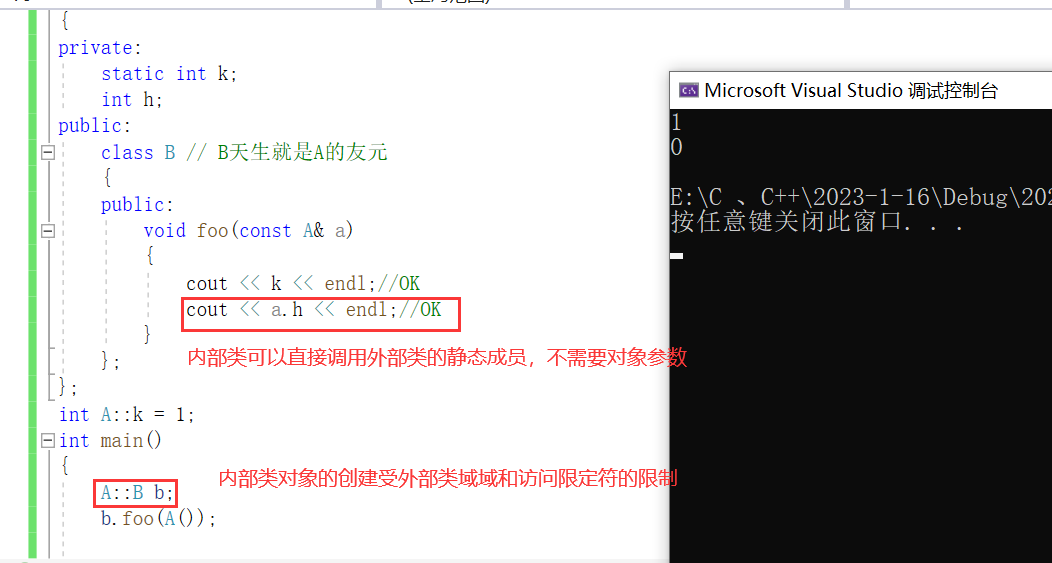 {
private:
static int k;
int h;
public:
class B // B天生就是A的友元
{
public:
void foo(const A& a)
{
cout << k << endl;//OK
cout << a.h << endl;//OK
}
内部类可以直接调用外部类的静态成员，不需要对象参数
};
};
int A::k = 1;
int main()
{
内部类对象的创建受外部类域域和访问限定符的限制
A::B b;
b.foo(A());
Microsoft Visual Studio 调试控制台
1
0
E:\C 、C++\2023-1-16\Debug\202
按任意键关闭此窗口. . .